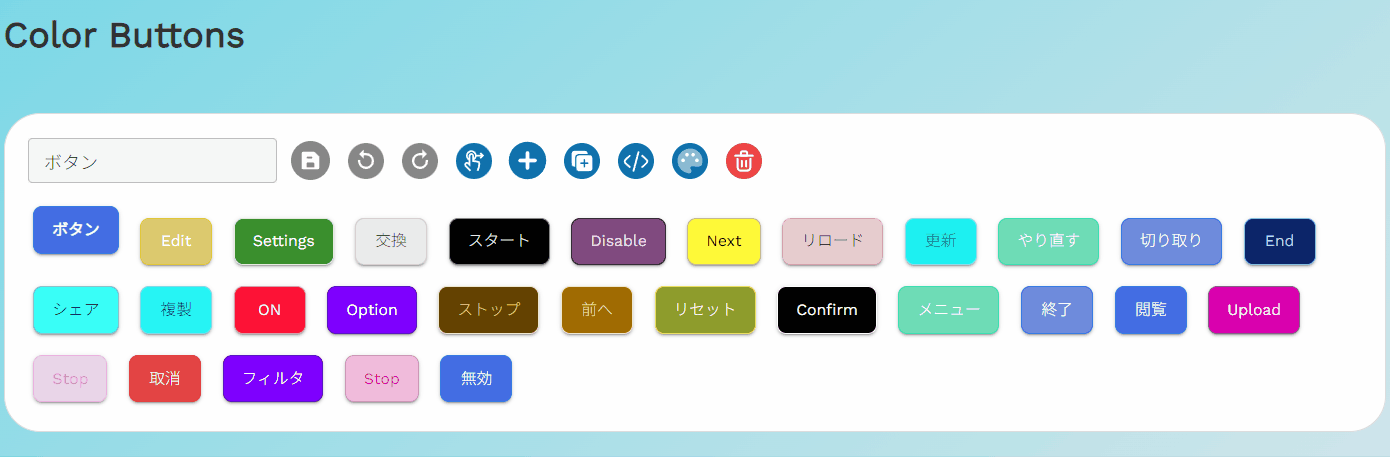 Color Buttons
ボタン
ボタン Edit Settings 交換 スタート Disable Next リロード 更新 やり直す 切り取り End
シェア 複製 ON Option ストップ 前へ リセット Confirm メニュー 終了 閲覧 Upload
Stop 取消 フィルタ Stop 無効